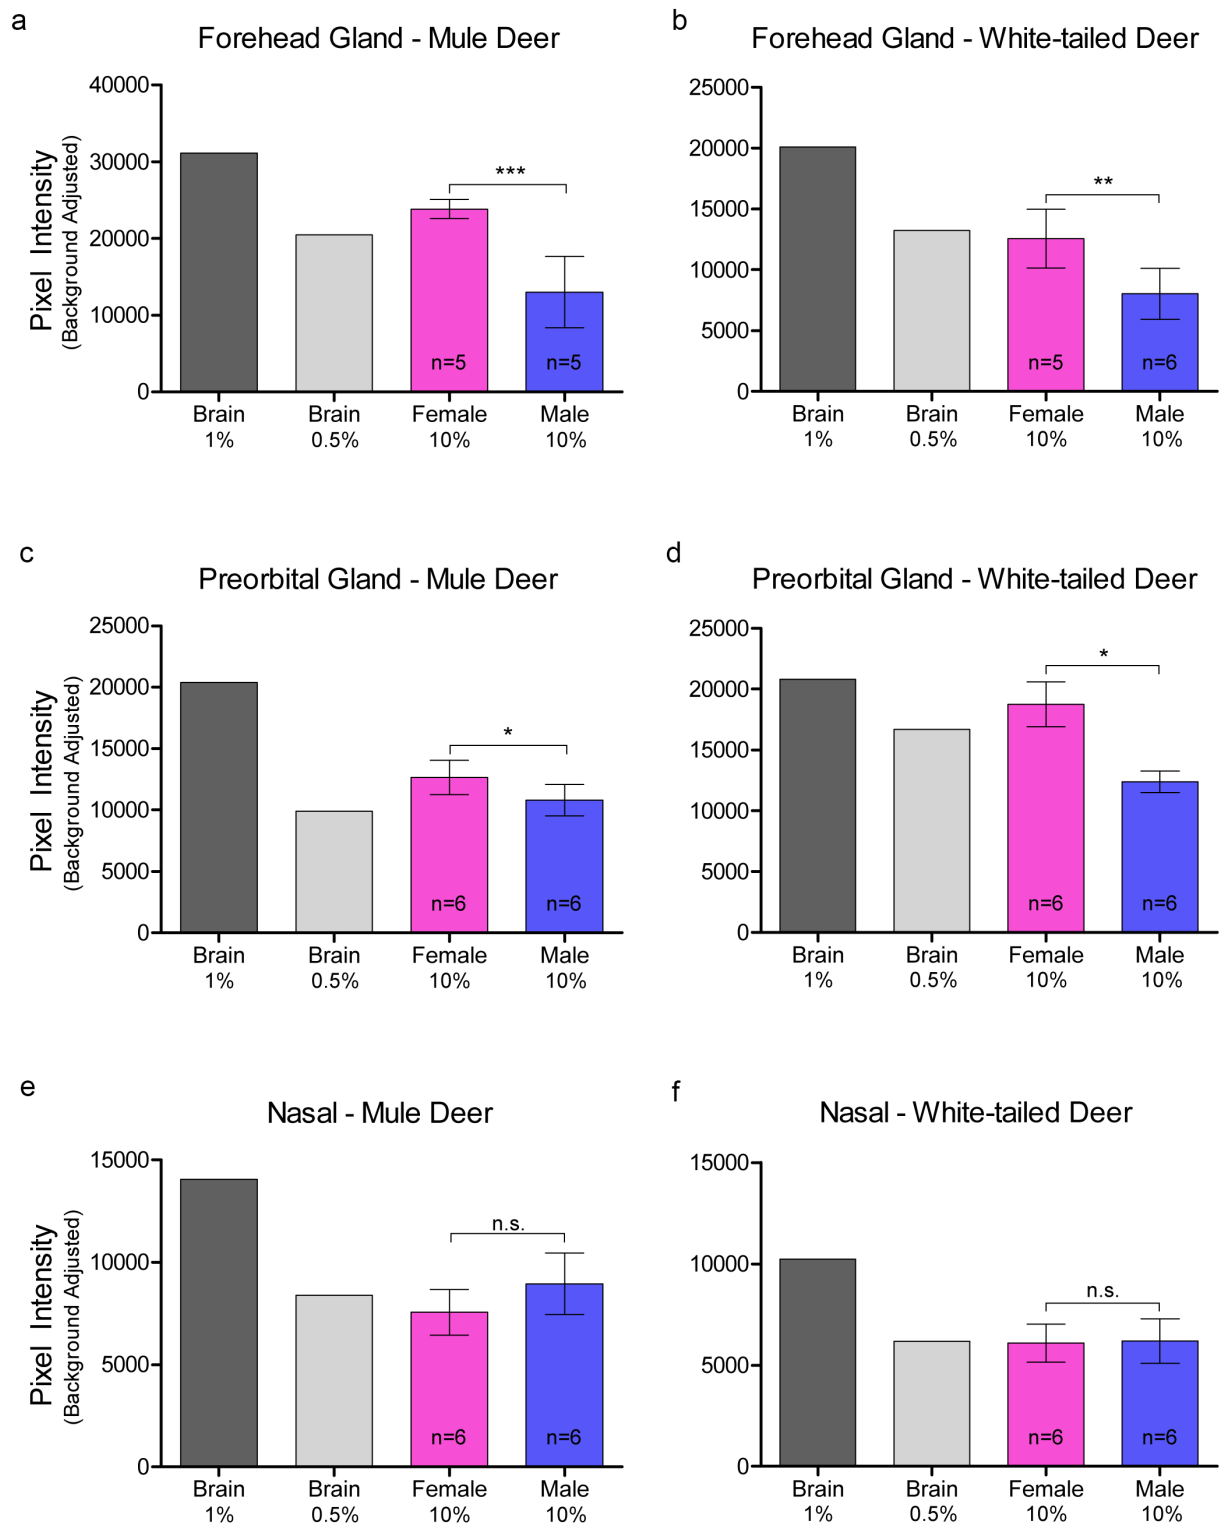 a
Forehead Gland - Mule Deer
Pixel Intensity
(Background Adjusted)
40000
30000
20000
10000
0
***
n=5
n=5
Brain
1%
Brain
0.5%
Female
10%
Male
10%
b
Forehead Gland - White-tailed Deer
25000
20000
15000
10000
5000
0
**
n=5
n=6
Brain
1%
Brain
0.5%
Female
10%
Male
10%
c
Preorbital Gland - Mule Deer
Pixel Intensity
(Background Adjusted)
25000
20000
15000
10000
5000
0
*
n=6
n=6
Brain
1%
Brain
0.5%
Female
10%
Male
10%
d
Preorbital Gland - White-tailed Deer
25000
20000
15000
10000
5000
0
*
n=6
n=6
Brain
1%
Brain
0.5%
Female
10%
Male
10%
e
Nasal - Mule Deer
Pixel Intensity
(Background Adjusted)
15000
10000
5000
0
n.s.
n=6
n=6
Brain
1%
Brain
0.5%
Female
10%
Male
10%
f
Nasal - White-tailed Deer
15000
10000
5000
0
n.s.
n=6
n=6
Brain
1%
Brain
0.5%
Female
10%
Male
10%